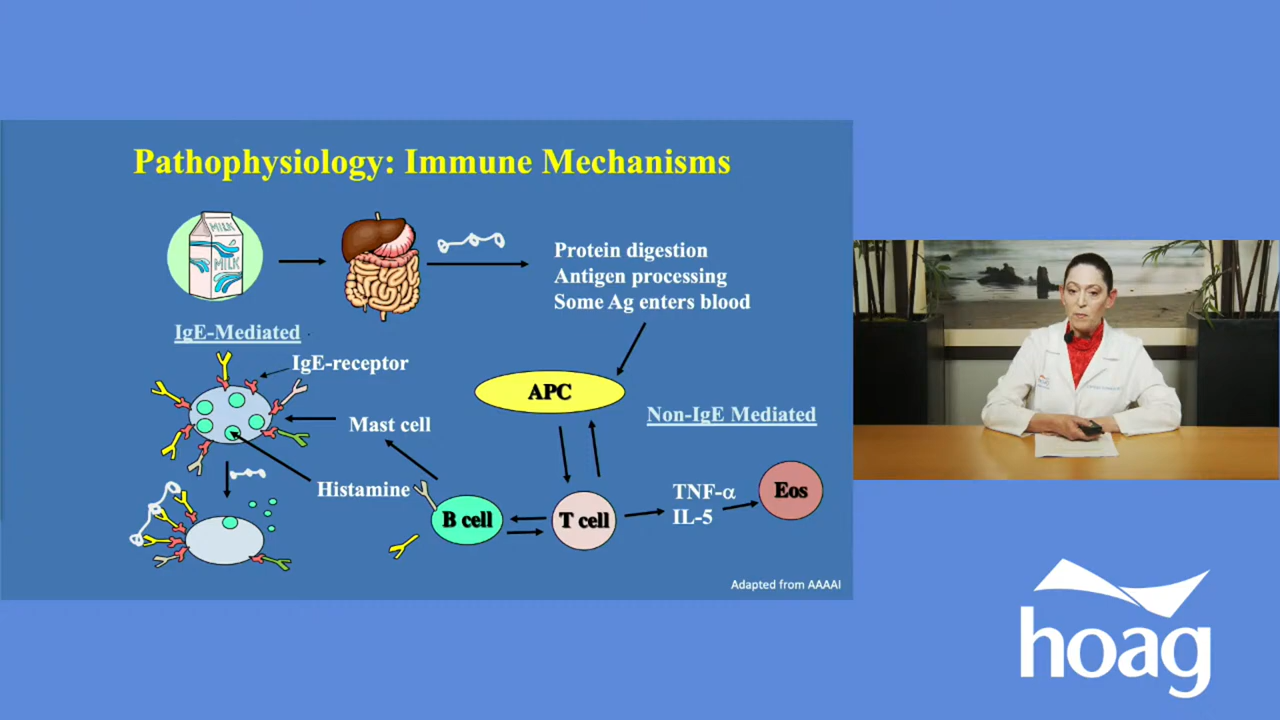 Pathophysiology: Immune Mechanisms
MILK
MILK
Protein digestion
Antigen processing
Some Ag enters blood
IgE-Mediated
IgE-receptor
APC
Non-IgE Mediated
Mast cell
Histamine
TNF-α
IL-5
Eos
B cell
T cell
Adapted from AAAAI
hoag